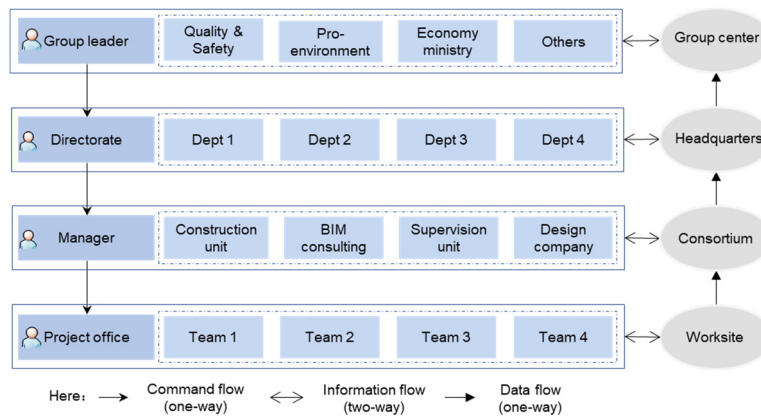 Group leader
Quality &
Safety
Pro-
environment
Economy
ministry
Others
Group center
Directorate
Dept 1
Dept 2
Dept 3
Dept 4
Headquarters
Manager
Construction
unit
BIM
consulting
Supervision
unit
Design
company
Consortium
Project office
Team 1
Team 2
Team 3
Team 4
Worksite
Here:
Command flow
(one-way)
Information flow
(two-way)
Data flow
(one-way)